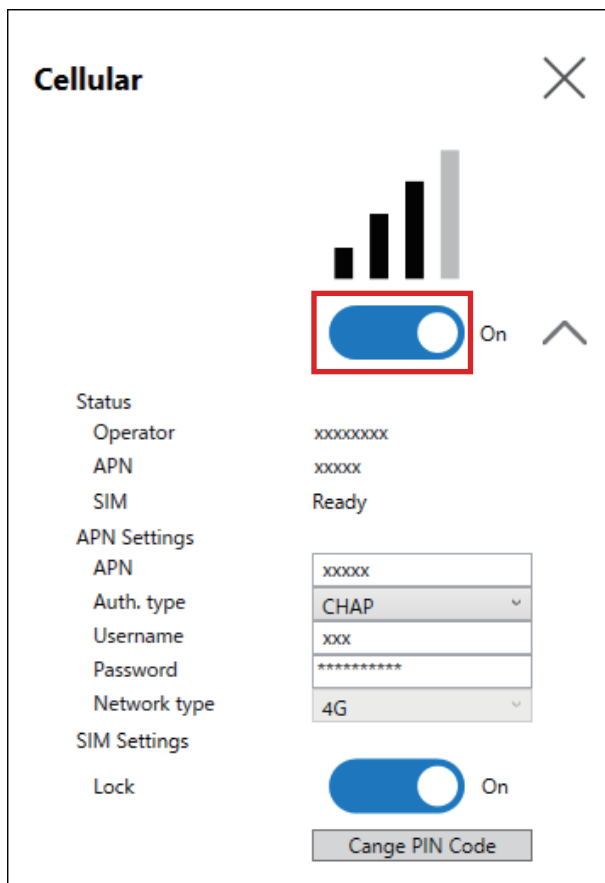 Cellular
On
Status
Operator xxxxxxxx
APN xxxxx
SIM Ready
APN Settings
APN xxxxx
Auth. type CHAP
Username xxx
Password **********
Network type 4G
SIM Settings
Lock On
Cange PIN Code